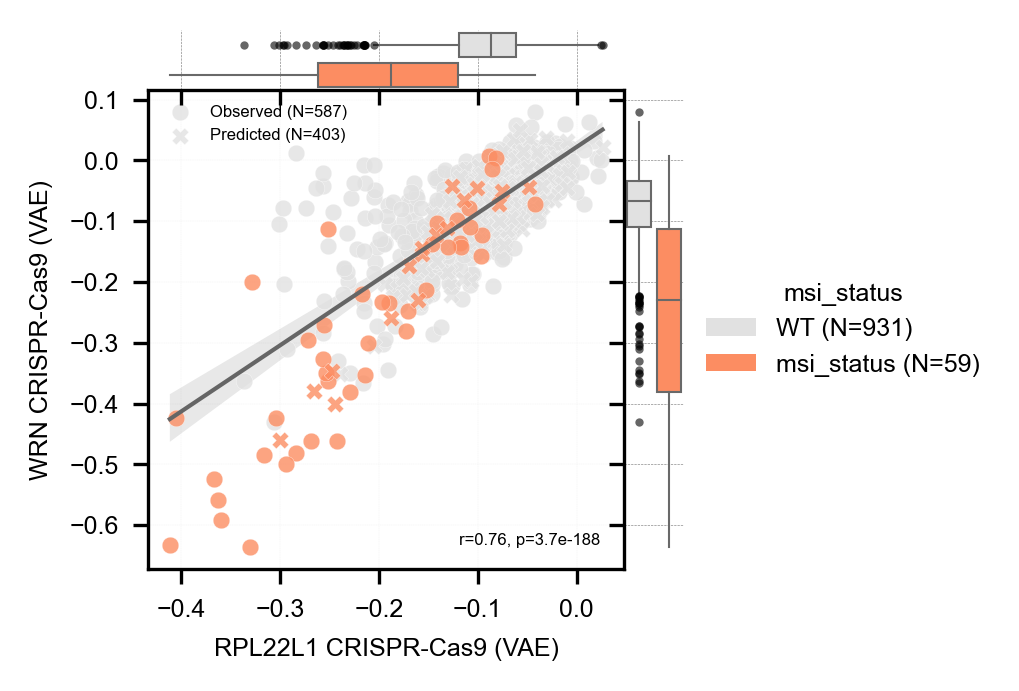 Observed (N=587)
Predicted (N=403)
0.1
0.0
−0.1
−0.2
−0.3
−0.4
−0.5
−0.6
WRN CRISPR-Cas9 (VAE)
r=0.76, p=3.7e-188
−0.4
−0.3
−0.2
−0.1
0.0
RPL22L1 CRISPR-Cas9 (VAE)
msi_status
WT (N=931)
msi_status (N=59)